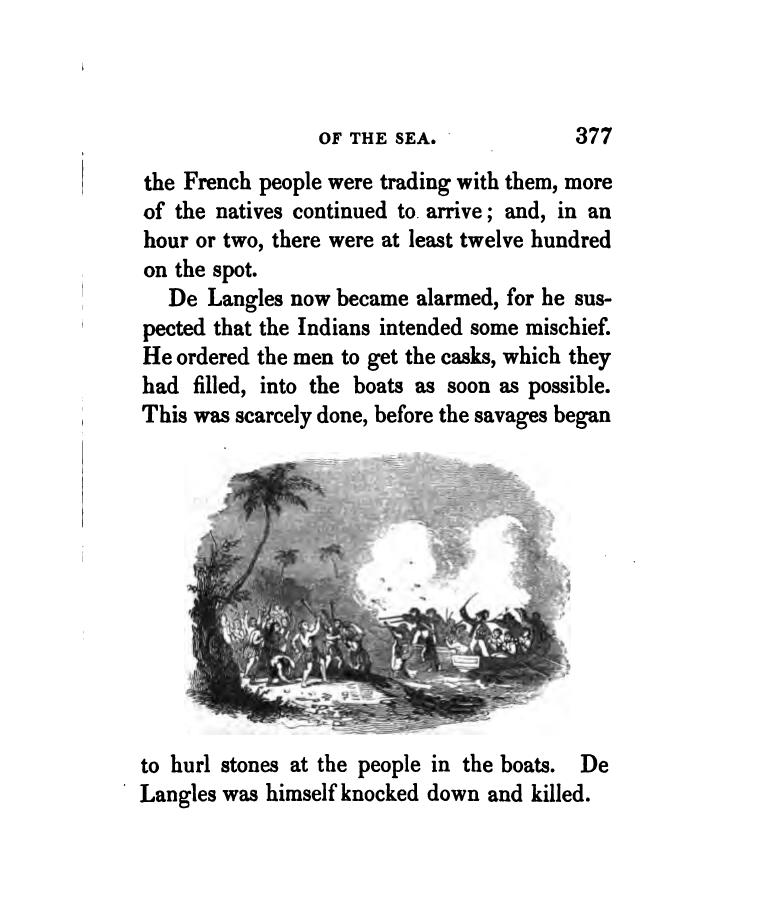 OF THE SEA. 377
the French people were trading with them, more
of the natives continued to arrive; and, in an
hour or two, there were at least twelve hundred
on the spot.
De Langles now became alarmed, for he sus-
pected that the Indians intended some mischief.
He ordered the men to get the casks, which they
had filled, into the boats as soon as possible.
This was scarcely done, before the savages began
to hurl stones at the people in the boats. De
Langles was himself knocked down and killed.